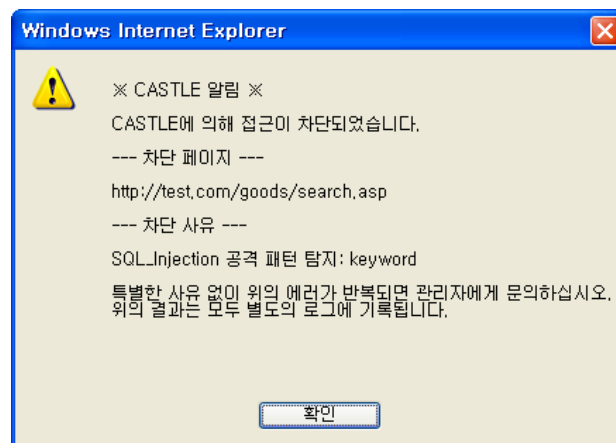 Windows Internet Explorer
※ CASTLE 알림 ※
CASTLE에 의해 접근이 차단되었습니다.
--- 차단 페이지 ---
http://test.com/goods/search.asp
--- 차단 사유 ---
SQL_Injection 공격 패턴 탐지: keyword
특별한 사유 없이 위의 에러가 반복되면 관리자에게 문의하십시오.
위의 결과는 모두 별도의 로그에 기록됩니다.
확인